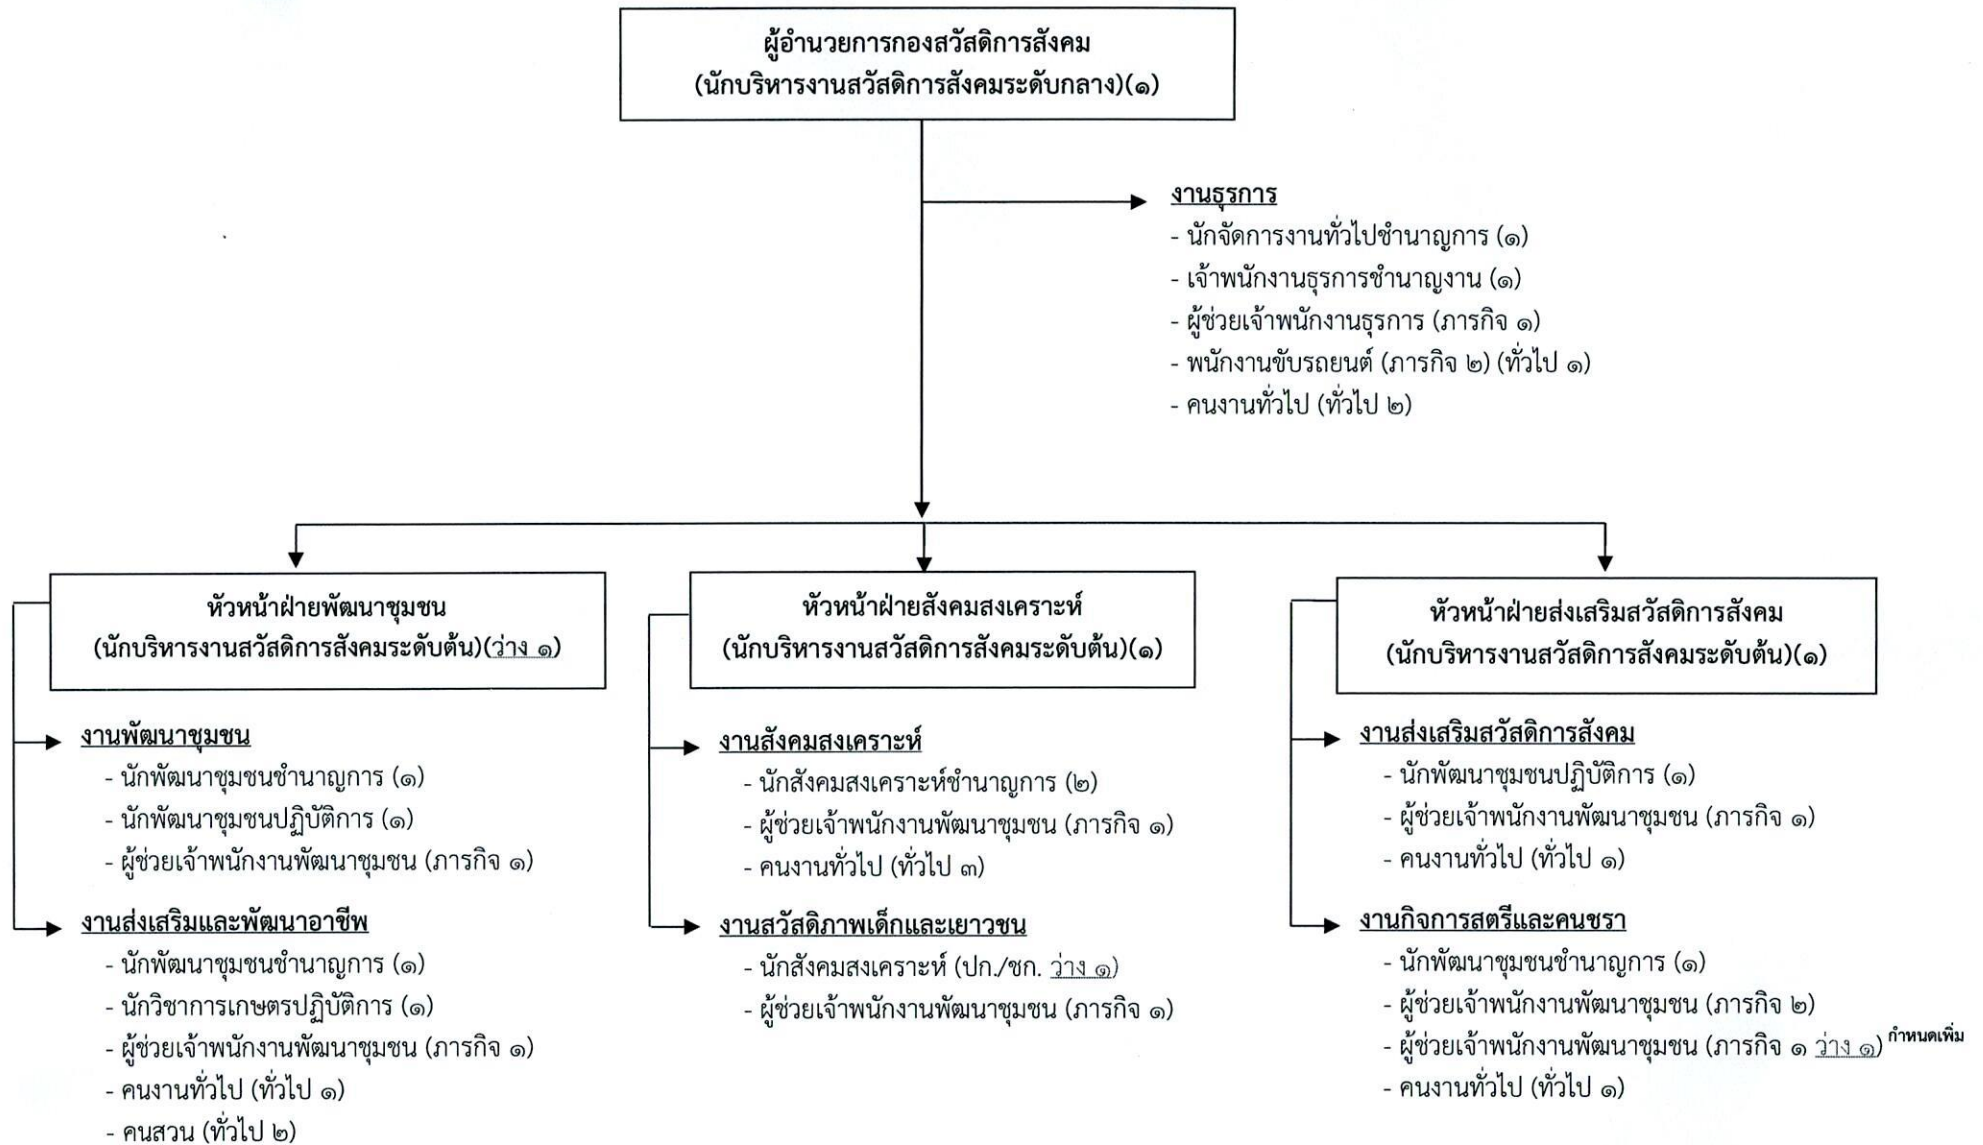 ผู้อำนวยการกองสวัสดิการสังคม
(นักบริหารงานสวัสดิการสังคมระดับกลาง)(๑)
งานธุรการ
- นักจัดการงานทั่วไปชำนาญการ (๑)
- เจ้าพนักงานธุรการชำนาญงาน (๑)
- ผู้ช่วยเจ้าพนักงานธุรการ (ภารกิจ ๑)
- พนักงานขับรถยนต์ (ภารกิจ ๒) (ทั่วไป ๑)
- คนงานทั่วไป (ทั่วไป ๒)
หัวหน้าฝ่ายพัฒนาชุมชน
(นักบริหารงานสวัสดิการสังคมระดับต้น)(ว่าง ๑)
งานพัฒนาชุมชน
- นักพัฒนาชุมชนชำนาญการ (๑)
- นักพัฒนาชุมชนปฏิบัติการ (๑)
- ผู้ช่วยเจ้าพนักงานพัฒนาชุมชน (ภารกิจ ๑)
งานส่งเสริมและพัฒนาอาชีพ
- นักพัฒนาชุมชนชำนาญการ (๑)
- นักวิชาการเกษตรปฏิบัติการ (๑)
- ผู้ช่วยเจ้าพนักงานพัฒนาชุมชน (ภารกิจ ๑)
- คนงานทั่วไป (ทั่วไป ๑)
- คนสวน (ทั่วไป ๒)
หัวหน้าฝ่ายสังคมสงเคราะห์
(นักบริหารงานสวัสดิการสังคมระดับต้น)(๑)
งานสังคมสงเคราะห์
- นักสังคมสงเคราะห์ชำนาญการ (๒)
- ผู้ช่วยเจ้าพนักงานพัฒนาชุมชน (ภารกิจ ๑)
- คนงานทั่วไป (ทั่วไป ๓)
งานสวัสดิภาพเด็กและเยาวชน
- นักสังคมสงเคราะห์ (ปก./ชก. ว่าง ๑)
- ผู้ช่วยเจ้าพนักงานพัฒนาชุมชน (ภารกิจ ๑)
หัวหน้าฝ่ายส่งเสริมสวัสดิการสังคม
(นักบริหารงานสวัสดิการสังคมระดับต้น)(๑)
งานส่งเสริมสวัสดิการสังคม
- นักพัฒนาชุมชนปฏิบัติการ (๑)
- ผู้ช่วยเจ้าพนักงานพัฒนาชุมชน (ภารกิจ ๑)
- คนงานทั่วไป (ทั่วไป ๑)
งานกิจการสตรีและคนชรา
- นักพัฒนาชุมชนชำนาญการ (๑)
- ผู้ช่วยเจ้าพนักงานพัฒนาชุมชน (ภารกิจ ๒)
- ผู้ช่วยเจ้าพนักงานพัฒนาชุมชน (ภารกิจ ๑ ว่าง ๑) กำหนดเพิ่ม
- คนงานทั่วไป (ทั่วไป ๑)